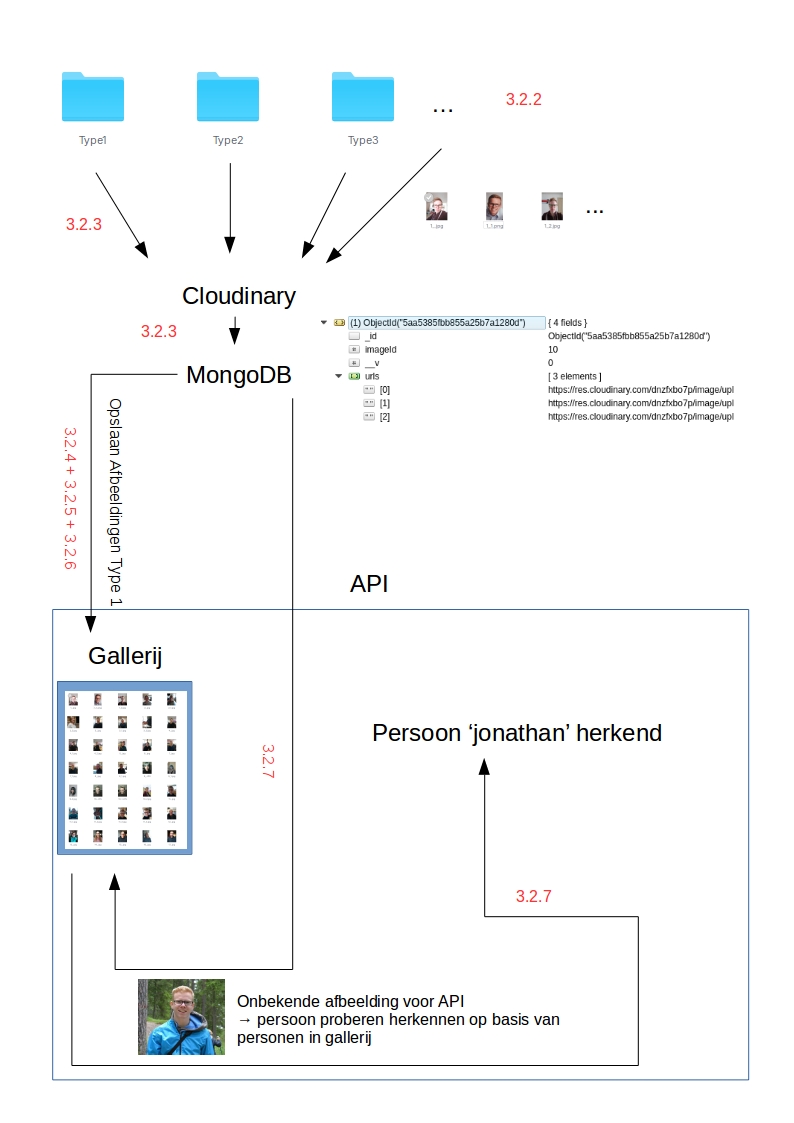 3.2.2
...
Type1
Type2
Type3
1_.jpg
1_1.png
1_2.jpg
...
3.2.3
Cloudinary
3.2.3
(1) ObjectId("5aa5385fbb855a25b7a1280d") { 4 fields }
_id ObjectId("5aa5385fbb855a25b7a1280d")
imageId 10
__v 0
urls [ 3 elements ]
[0] https://res.cloudinary.com/dnzfxbo7p/image/upl
[1] https://res.cloudinary.com/dnzfxbo7p/image/upl
[2] https://res.cloudinary.com/dnzfxbo7p/image/upl
MongoDB
Opslaan Afbeeldingen Type 1
3.2.4 + 3.2.5 + 3.2.6
API
Gallerij
3.2.7
Persoon ‘jonathan’ herkend
3.2.7
Onbekende afbeelding voor API
→ persoon proberen herkennen op basis van
personen in gallerij